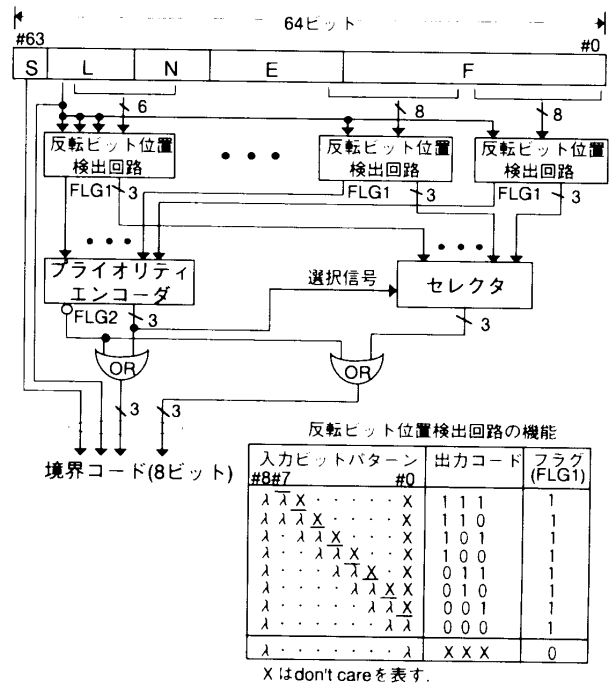 64ビット
#63 #0
S L N E F
6 8 8
反転ビット位置 検出回路
反転ビット位置 検出回路
反転ビット位置 検出回路
FLG1 3 FLG1 3 FLG1 3
プライオリティ エンコーダ
選択信号
セレクタ
FLG2 3 3
OR OR
3 3
境界コード(8ビット)
反転ビット位置検出回路の機能
入力ビットパターン 出力コード フラグ
#8#7 #0 (FLG1)
λ λ̅ X · · · · · X 1 1 1 1
λ λ λ̅ X · · · · X 1 1 0 1
λ · λ λ̅ X · · · X 1 0 1 1
λ · · λ λ̅ X · · X 1 0 0 1
λ · · · λ λ̅ X · X 0 1 1 1
λ · · · · λ λ̅ X X 0 1 0 1
λ · · · · · λ λ̅ X 0 0 1 1
λ · · · · · · λ λ̅ 0 0 0 1
λ · · · · · · · λ X X X 0
X はdon't careを表す.